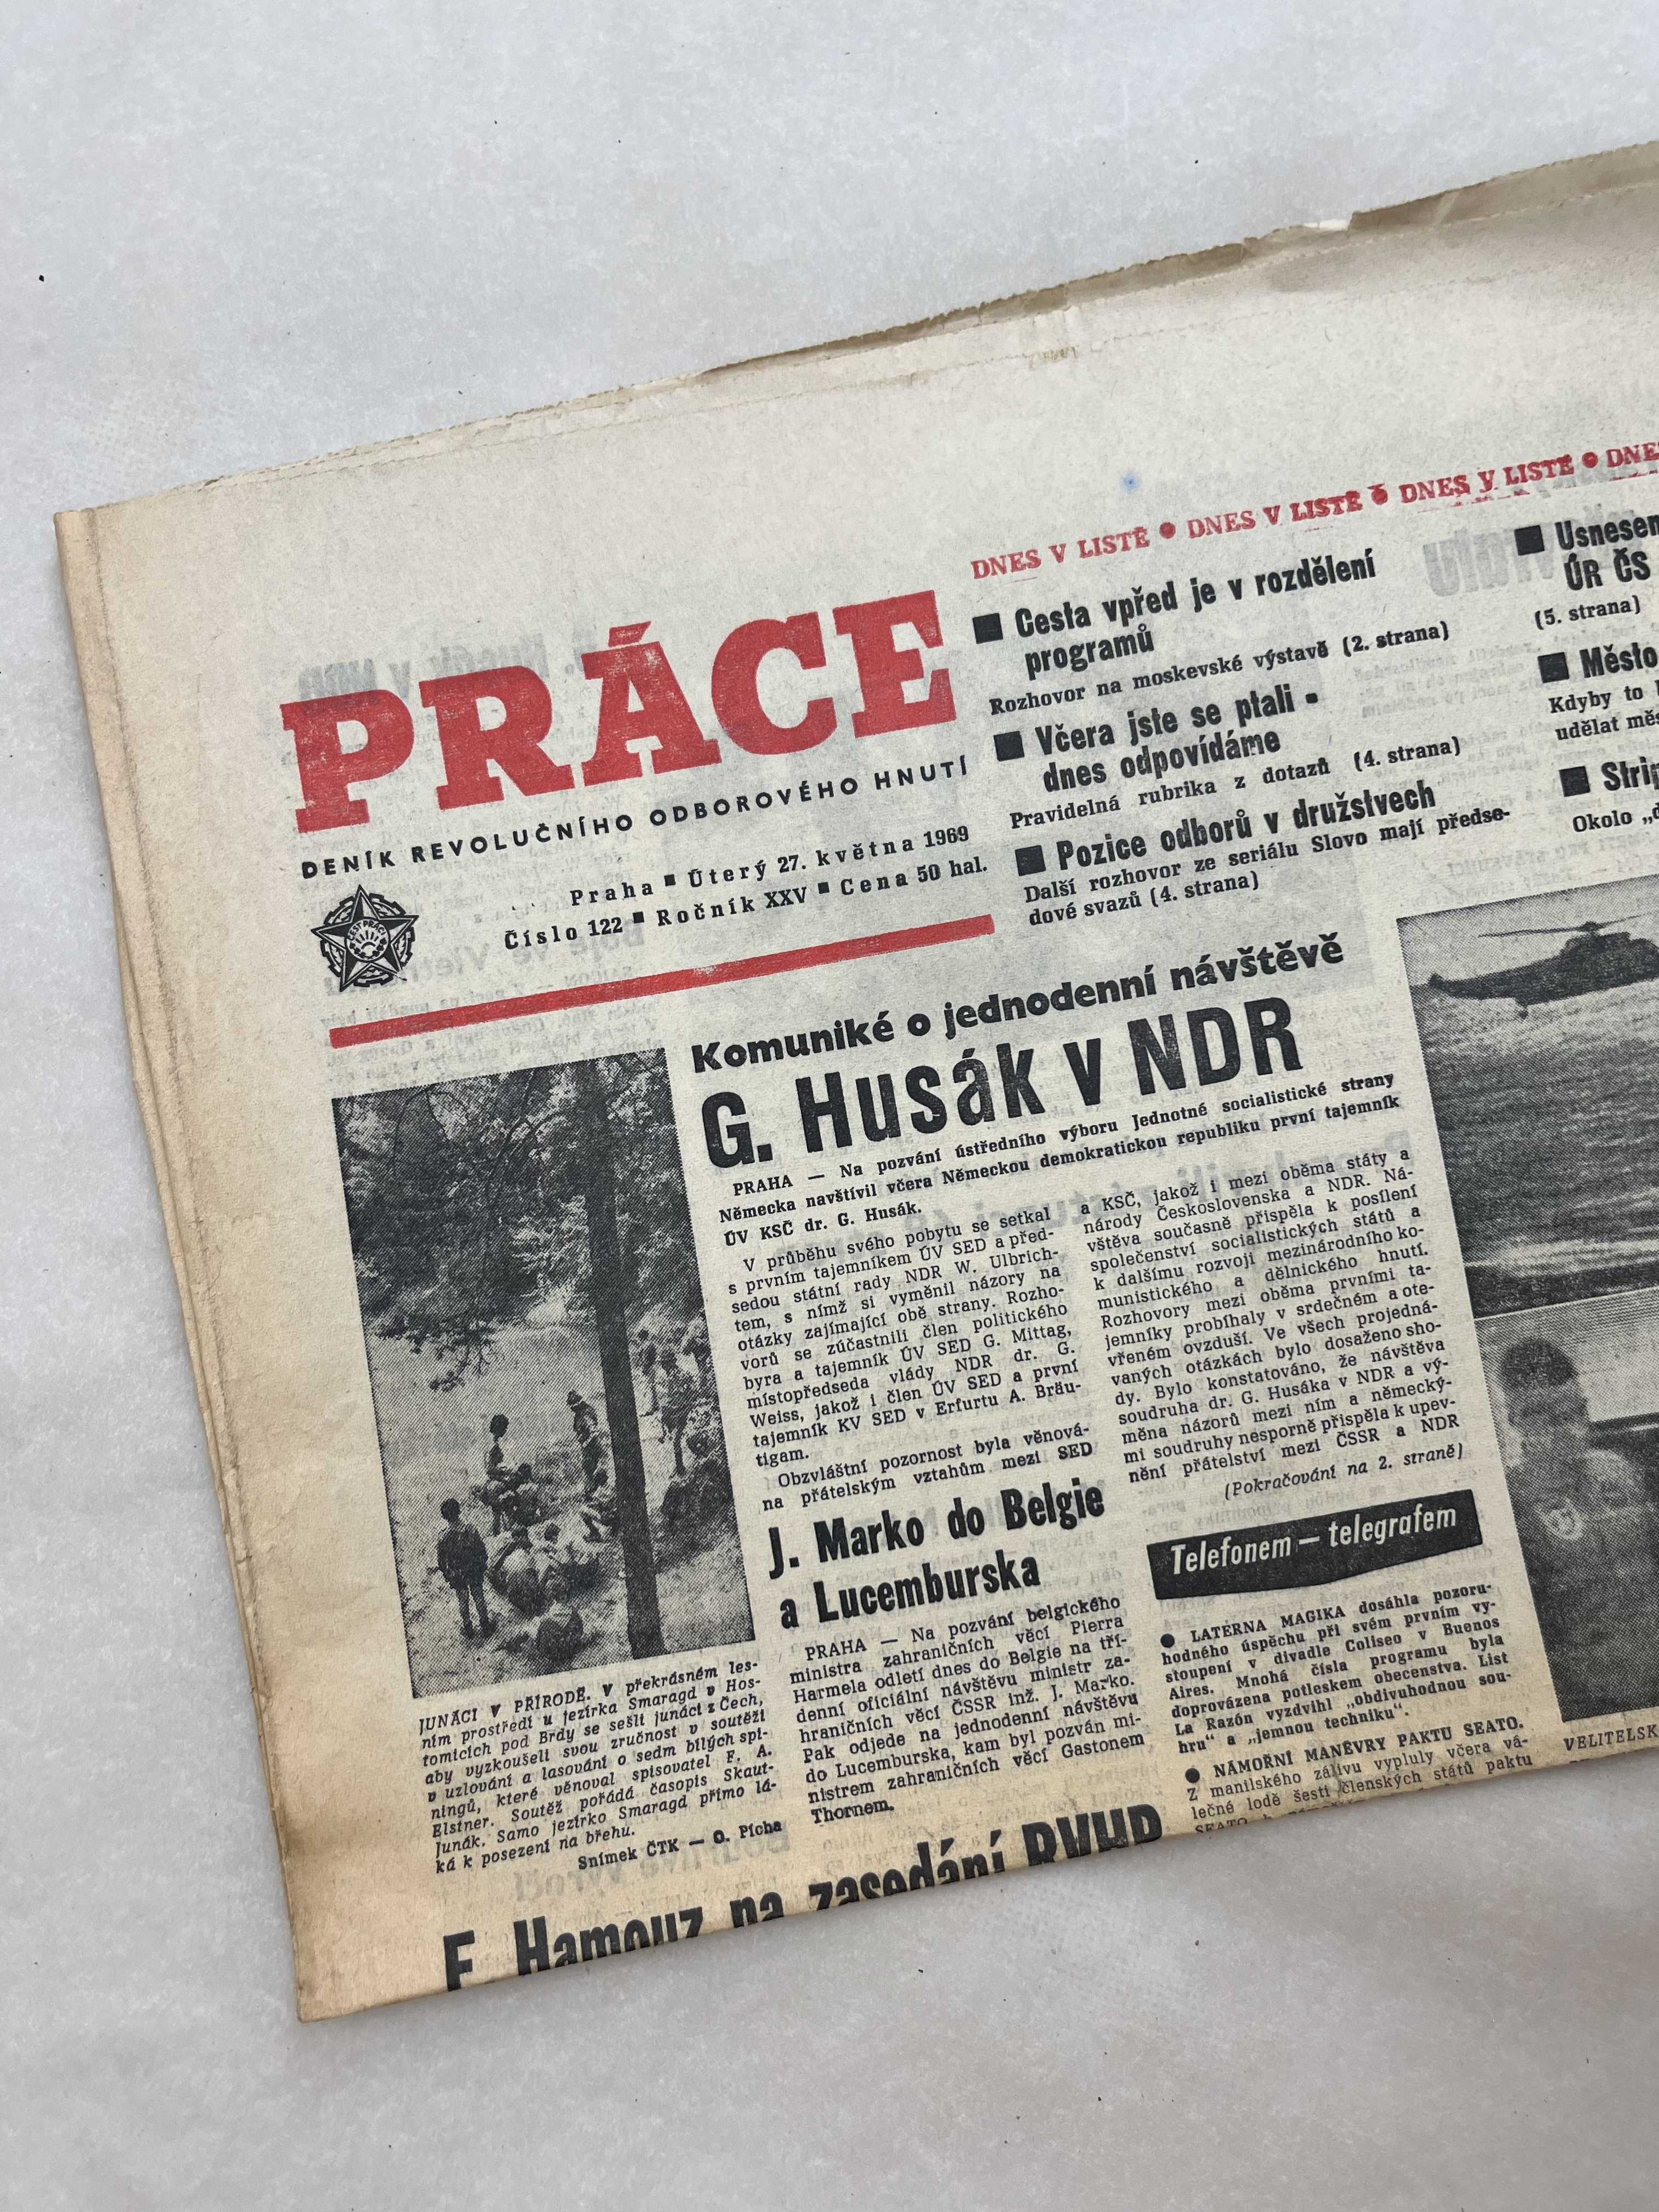 DNES V LISTĚ ● DNES V LISTĚ ● DNES V LISTĚ ● DNES
PRÁCE
DENÍK REVOLUČNÍHO ODBOROVÉHO HNUTÍ
ČEST PRÁCI
Praha ■ Úterý 27. května 1969
Číslo 122 ■ Ročník XXV ■ Cena 50 hal.
■ Cesta vpřed je v rozdělení
programů
Rozhovor na moskevské výstavě (2. strana)
■ Včera jste se ptali -
dnes odpovídáme
Pravidelná rubrika z dotazů (4. strana)
■ Pozice odborů v družstvech
Další rozhovor ze seriálu Slovo mají předse-
dové svazů (4. strana)
■ Usnesen
ÚR ČS
(5. strana)
■ Město
Kdyby to
udělat měs
■ Strip
Okolo „d
Komuniké o jednodenní návštěvě
G. Husák v NDR
PRAHA — Na pozvání ústředního výboru Jednotné socialistické strany
Německa navštívil včera Německou demokratickou republiku první tajemník
ÚV KSČ dr. G. Husák.
V průběhu svého pobytu se setkal
s prvním tajemníkem ÚV SED a před-
sedou státní rady NDR W. Ulbrich-
tem, s nímž si vyměnil názory na
otázky zajímající obě strany. Rozho-
vorů se zúčastnili člen politického
byra a tajemník ÚV SED G. Mittag,
místopředseda vlády NDR dr. G.
Weiss, jakož i člen ÚV SED a první
tajemník KV SED v Erfurtu A. Bräu-
tigam.
Obzvláštní pozornost byla věnová-
na přátelským vztahům mezi SED
a KSČ, jakož i mezi oběma státy a
národy Československa a NDR. Ná-
vštěva současně přispěla k posílení
společenství socialistických států a
k dalšímu rozvoji mezinárodního ko-
munistického a dělnického hnutí.
Rozhovory mezi oběma prvními ta-
jemníky probíhaly v srdečném a ote-
vřeném ovzduší. Ve všech projedná-
vaných otázkách bylo dosaženo sho-
dy. Bylo konstatováno, že návštěva
soudruha dr. G. Husáka v NDR a vý-
měna názorů mezi ním a německý-
mi soudruhy nesporně přispěla k upev-
nění přátelství mezi ČSSR a NDR
(Pokračování na 2. straně)
J. Marko do Belgie
a Lucemburska
PRAHA — Na pozvání belgického
ministra zahraničních věcí Pierra
Harmela odletí dnes do Belgie na tří-
denní oficiální návštěvu ministr za-
hraničních věcí ČSSR inž. J. Marko.
Pak odjede na jednodenní návštěvu
do Lucemburska, kam byl pozván mi-
nistrem zahraničních věcí Gastonem
Thornem.
Telefonem — telegrafem
● LATERNA MAGIKA dosáhla pozoru-
hodného úspěchu při svém prvním vy-
stoupení v divadle Coliseo v Buenos
Aires. Mnohá čísla programu byla
doprovázena potleskem obecenstva. List
La Razón vyzdvihl „obdivuhodnou sou-
hru“ a „jemnou techniku“.
● NÁMOŘNÍ MANÉVRY PAKTU SEATO.
Z manilského zálivu vypluly včera vá-
lečné lodě šesti členských států paktu
SEATO
JUNÁCI V PŘÍRODĚ. V překrásném les-
ním prostředí u jezírka Smaragd v Hos-
tomicích pod Brdy se sešli junáci z Čech,
aby vyzkoušeli svou zručnost v soutěži
v uzlování a lasování o sedm bílých spi-
ningů, které věnoval spisovatel F. A.
Elstner. Soutěž pořádá časopis Skaut-
Junák. Samo jezírko Smaragd přímo lá-
ká k posezení na břehu.
Snímek ČTK — O. Pícha
VELITELSK
F. Hamouz na zasedání RVHP